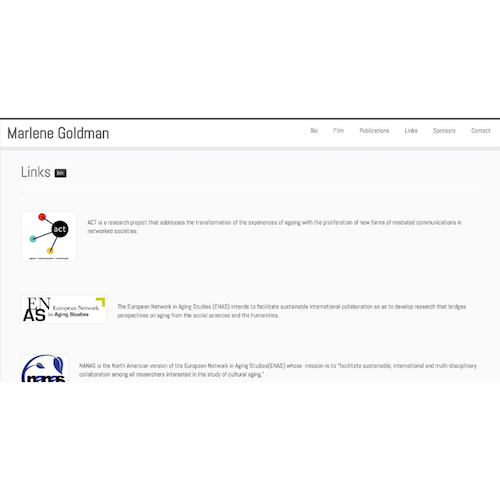 Marlene Goldman
Bio Film Publications Links Sponsors Contact
Links Edit
act
ACT is a research project that addresses the transformation of the experiences of ageing with the proliferation of new forms of mediated communications in
networked societies.
EN European Network
AS in Aging Studies
The European Network in Aging Studies (ENAS) intends to facilitate sustainable international collaboration so as to develop research that bridges
perspectives on aging from the social sciences and the humanities.
nanas
NANAS is the North American version of the European Network in Aging Studies(ENAS) whose mission is to "facilitate sustainable, international and multi-disciplinary
collaboration among all researchers interested in the study of cultural aging."